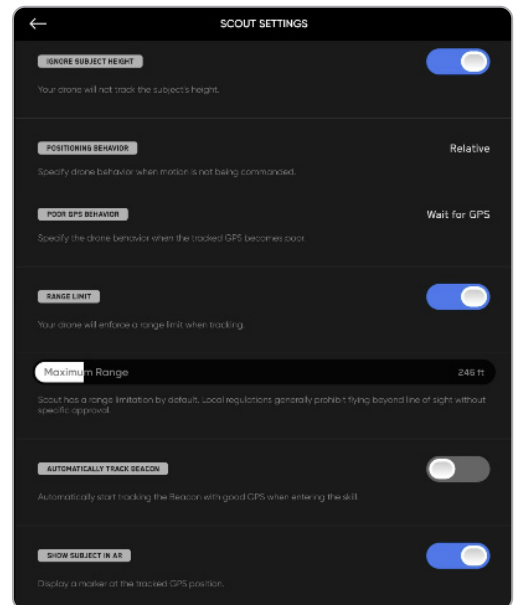 SCOUT SETTINGS
IGNORE SUBJECT HEIGHT
Your drone will not track the subject's height.
POSITIONING BEHAVIOR
Relative
Specify drone behavior when motion is not being commanded.
POOR GPS BEHAVIOR
Wait for GPS
Specify the drone behavior when the tracked GPS becomes poor.
RANGE LIMIT
Your drone will enforce a range limit when tracking.
Maximum Range
246 ft
Scout has a range limitation by default. Local regulations generally prohibit flying beyond line of sight without
specific approval.
AUTOMATICALLY TRACK BEACON
Automatically start tracking the Beacon with good GPS when entering the skill.
SHOW SUBJECT IN AR
Display a marker at the tracked GPS position.